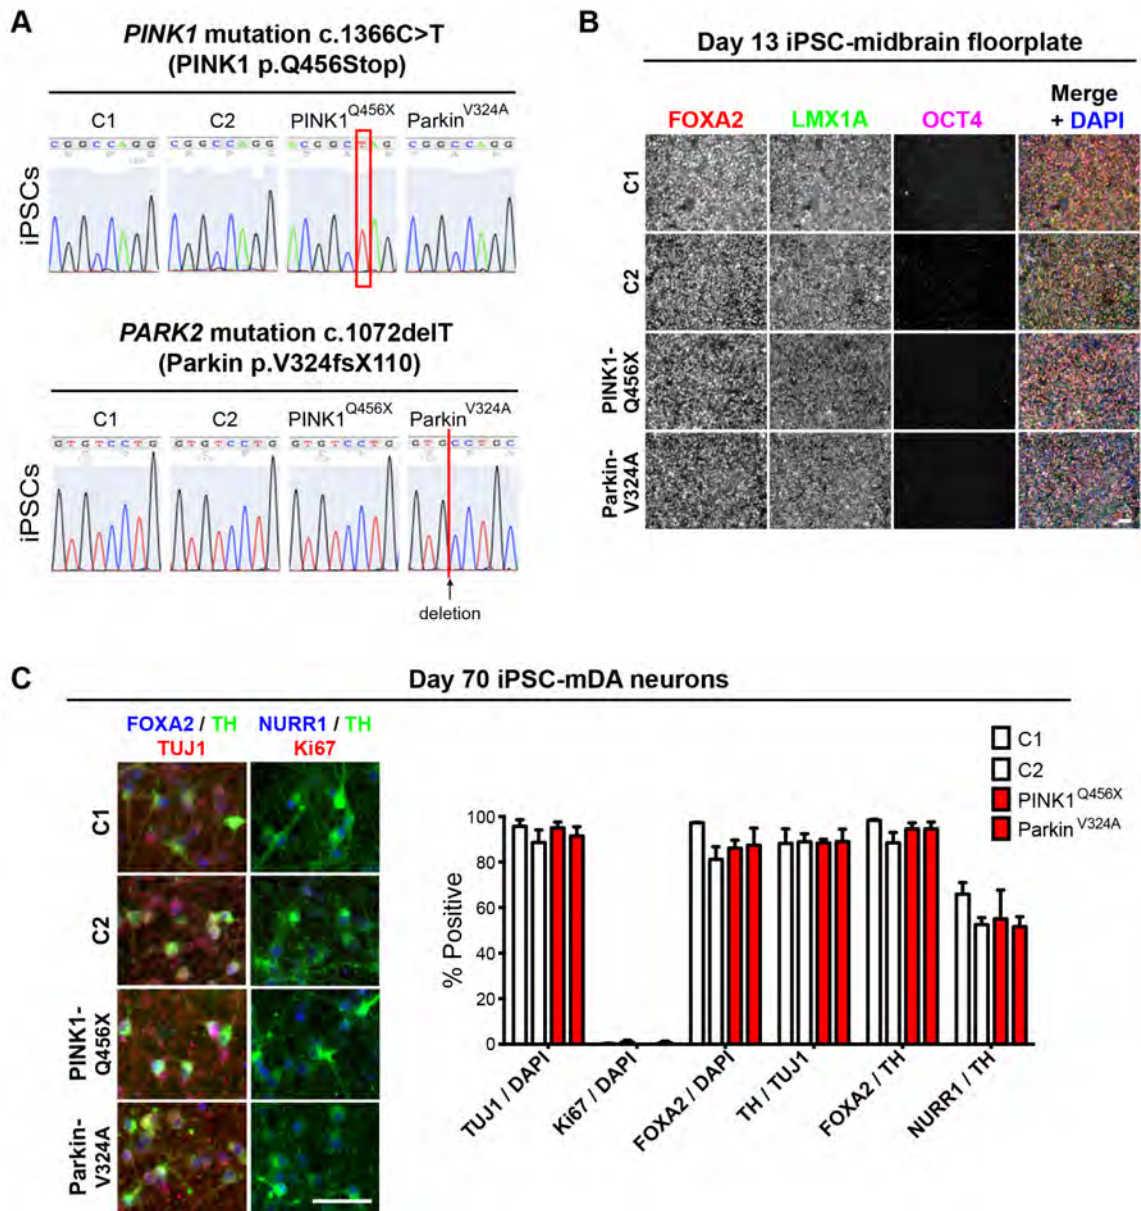 A
PINK1 mutation c.1366C>T
(PINK1 p.Q456Stop)
C1 C2 PINK1Q456X ParkinV324A
C G G C C A G G C G G C C A G G A C G G C T A G C G G C C A G G
iPSCs
PARK2 mutation c.1072delT
(Parkin p.V324fsX110)
C1 C2 PINK1Q456X ParkinV324A
G T G T C C T G G T G T C C T G G T G T C C T G G T G C C T G C
iPSCs
deletion
B
Day 13 iPSC-midbrain floorplate
FOXA2 LMX1A OCT4 Merge
+ DAPI
C1
C2
PINK1-
Q456X
Parkin-
V324A
C
Day 70 iPSC-mDA neurons
FOXA2 / TH
TUJ1
NURR1 / TH
Ki67
C1
C2
PINK1-
Q456X
Parkin-
V324A
C1
C2
PINK1Q456X
ParkinV324A
% Positive
100
80
60
40
20
0
TUJ1 / DAPI
Ki67 / DAPI
FOXA2 / DAPI
TH / TUJ1
FOXA2 / TH
NURR1 / TH